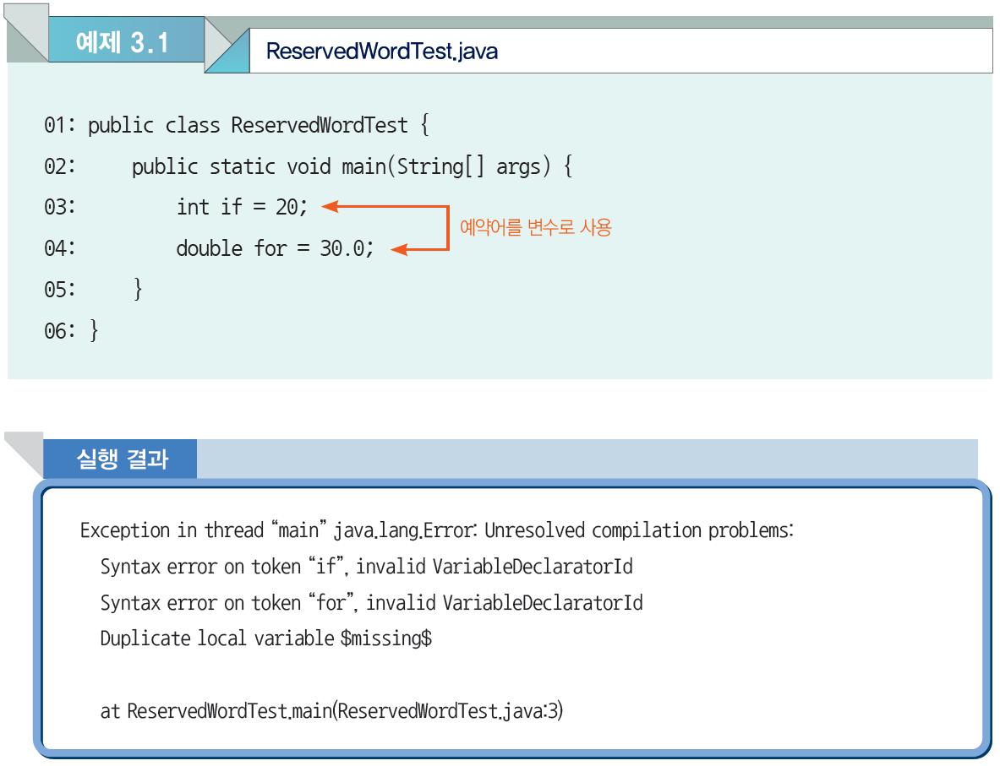 예제 3.1
ReservedWordTest.java
01: public class ReservedWordTest {
02:     public static void main(String[] args) {
03:         int if = 20;
예약어를 변수로 사용
04:         double for = 30.0;
05:     }
06: }
실행 결과
Exception in thread “main” java.lang.Error: Unresolved compilation problems:
Syntax error on token “if”, invalid VariableDeclaratorId
Syntax error on token “for”, invalid VariableDeclaratorId
Duplicate local variable $missing$
at ReservedWordTest.main(ReservedWordTest.java:3)